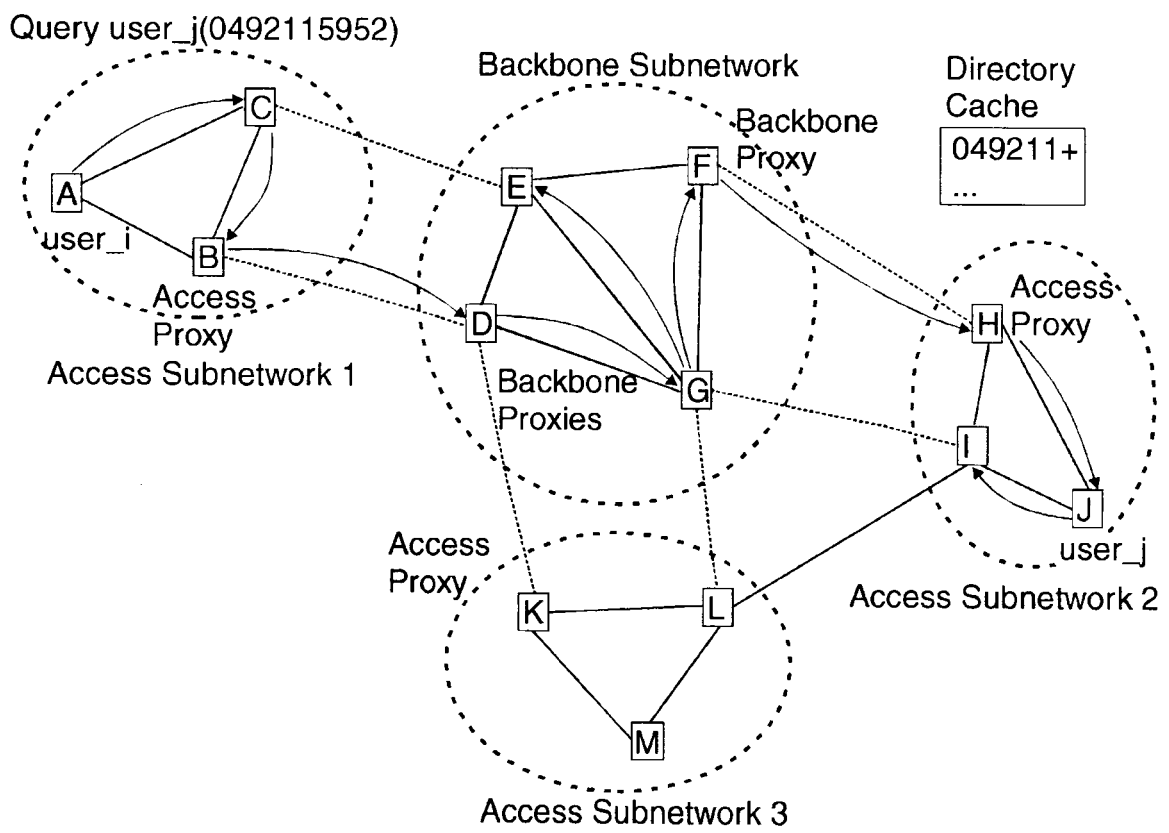 Query user_j(0492115952)
Backbone Subnetwork
Directory
Cache
049211+
...
Backbone
Proxy
C
A
user_i
B
Access
Proxy
Access Subnetwork 1
E
F
D
G
Backbone
Proxies
Access
Proxy
H
I
J
user_j
Access Subnetwork 2
Access
Proxy
K
L
M
Access Subnetwork 3